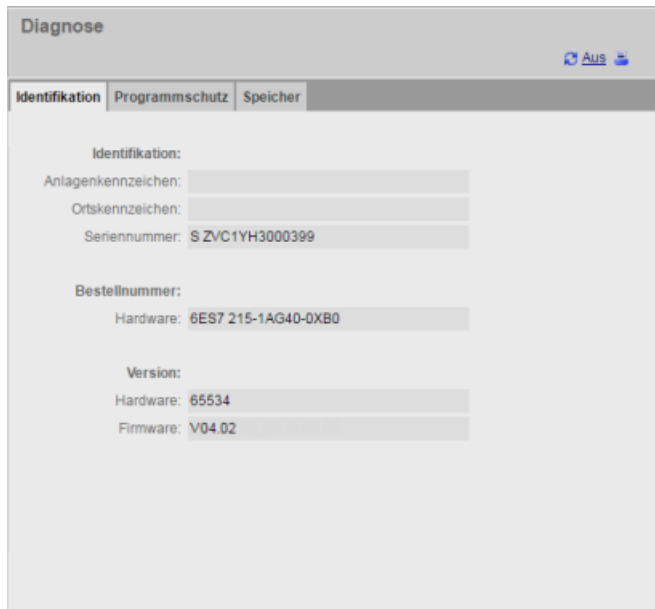 Diagnose
Aus
Identifikation Programmschutz Speicher
Identifikation:
Anlagenkennzeichen:
Ortskennzeichen:
Seriennummer: S ZVC1YH3000399
Bestellnummer:
Hardware: 6ES7 215-1AG40-0XB0
Version:
Hardware: 65534
Firmware: V04.02